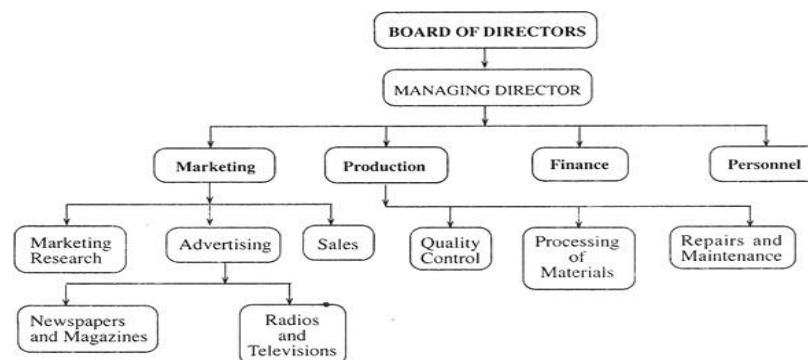 BOARD OF DIRECTORS
MANAGING DIRECTOR
Marketing
Production
Finance
Personnel
Marketing
Research
Advertising
Sales
Quality
Control
Processing
of
Materials
Repairs and
Maintenance
Newspapers
and Magazines
Radios
and
Televisions